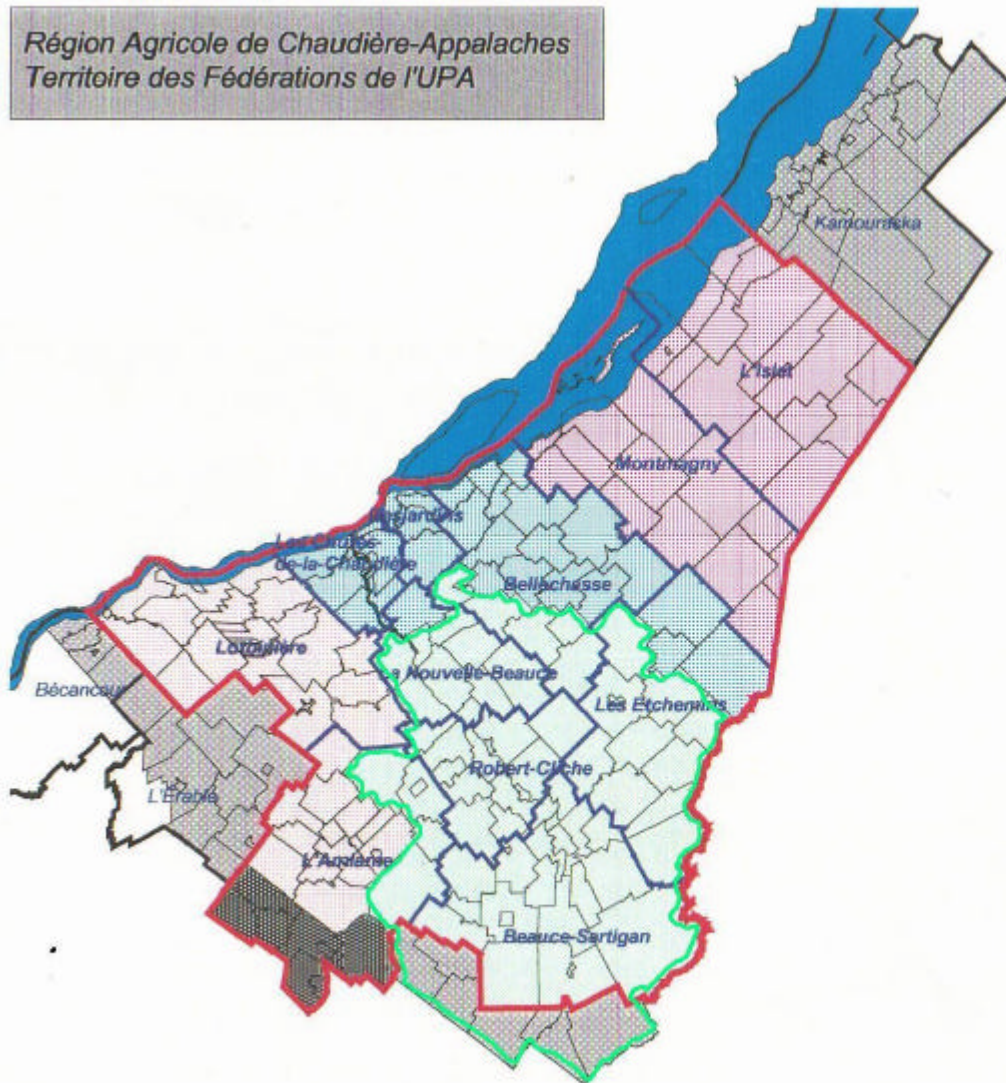 Région Agricole de Chaudière-Appalaches
Territoire des Fédérations de l'UPA
Kamouraska
L'Islet
Montmagny
Desjardins
Les Chutes-
de-la-Chaudière
Bellechasse
Lotbinière
La Nouvelle-Beauce
Bécancour
Les Etchemins
Robert-Cliche
L'Erable
L'Amiante
Beauce-Sartigan